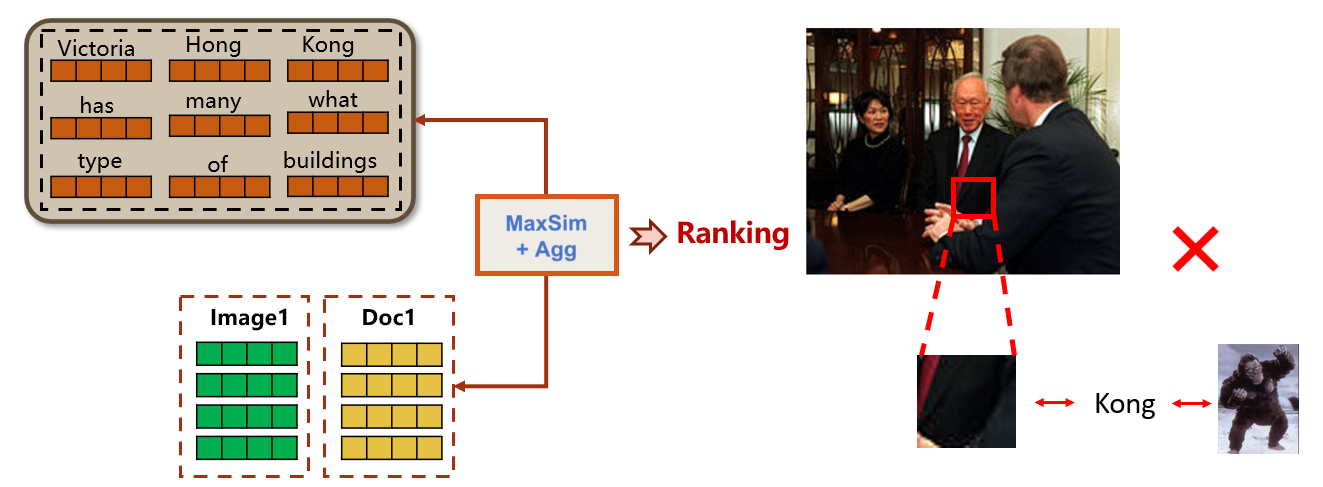 Victoria Hong Kong
has many what
type of buildings
MaxSim
+ Agg
Ranking
Image1 Doc1
Kong